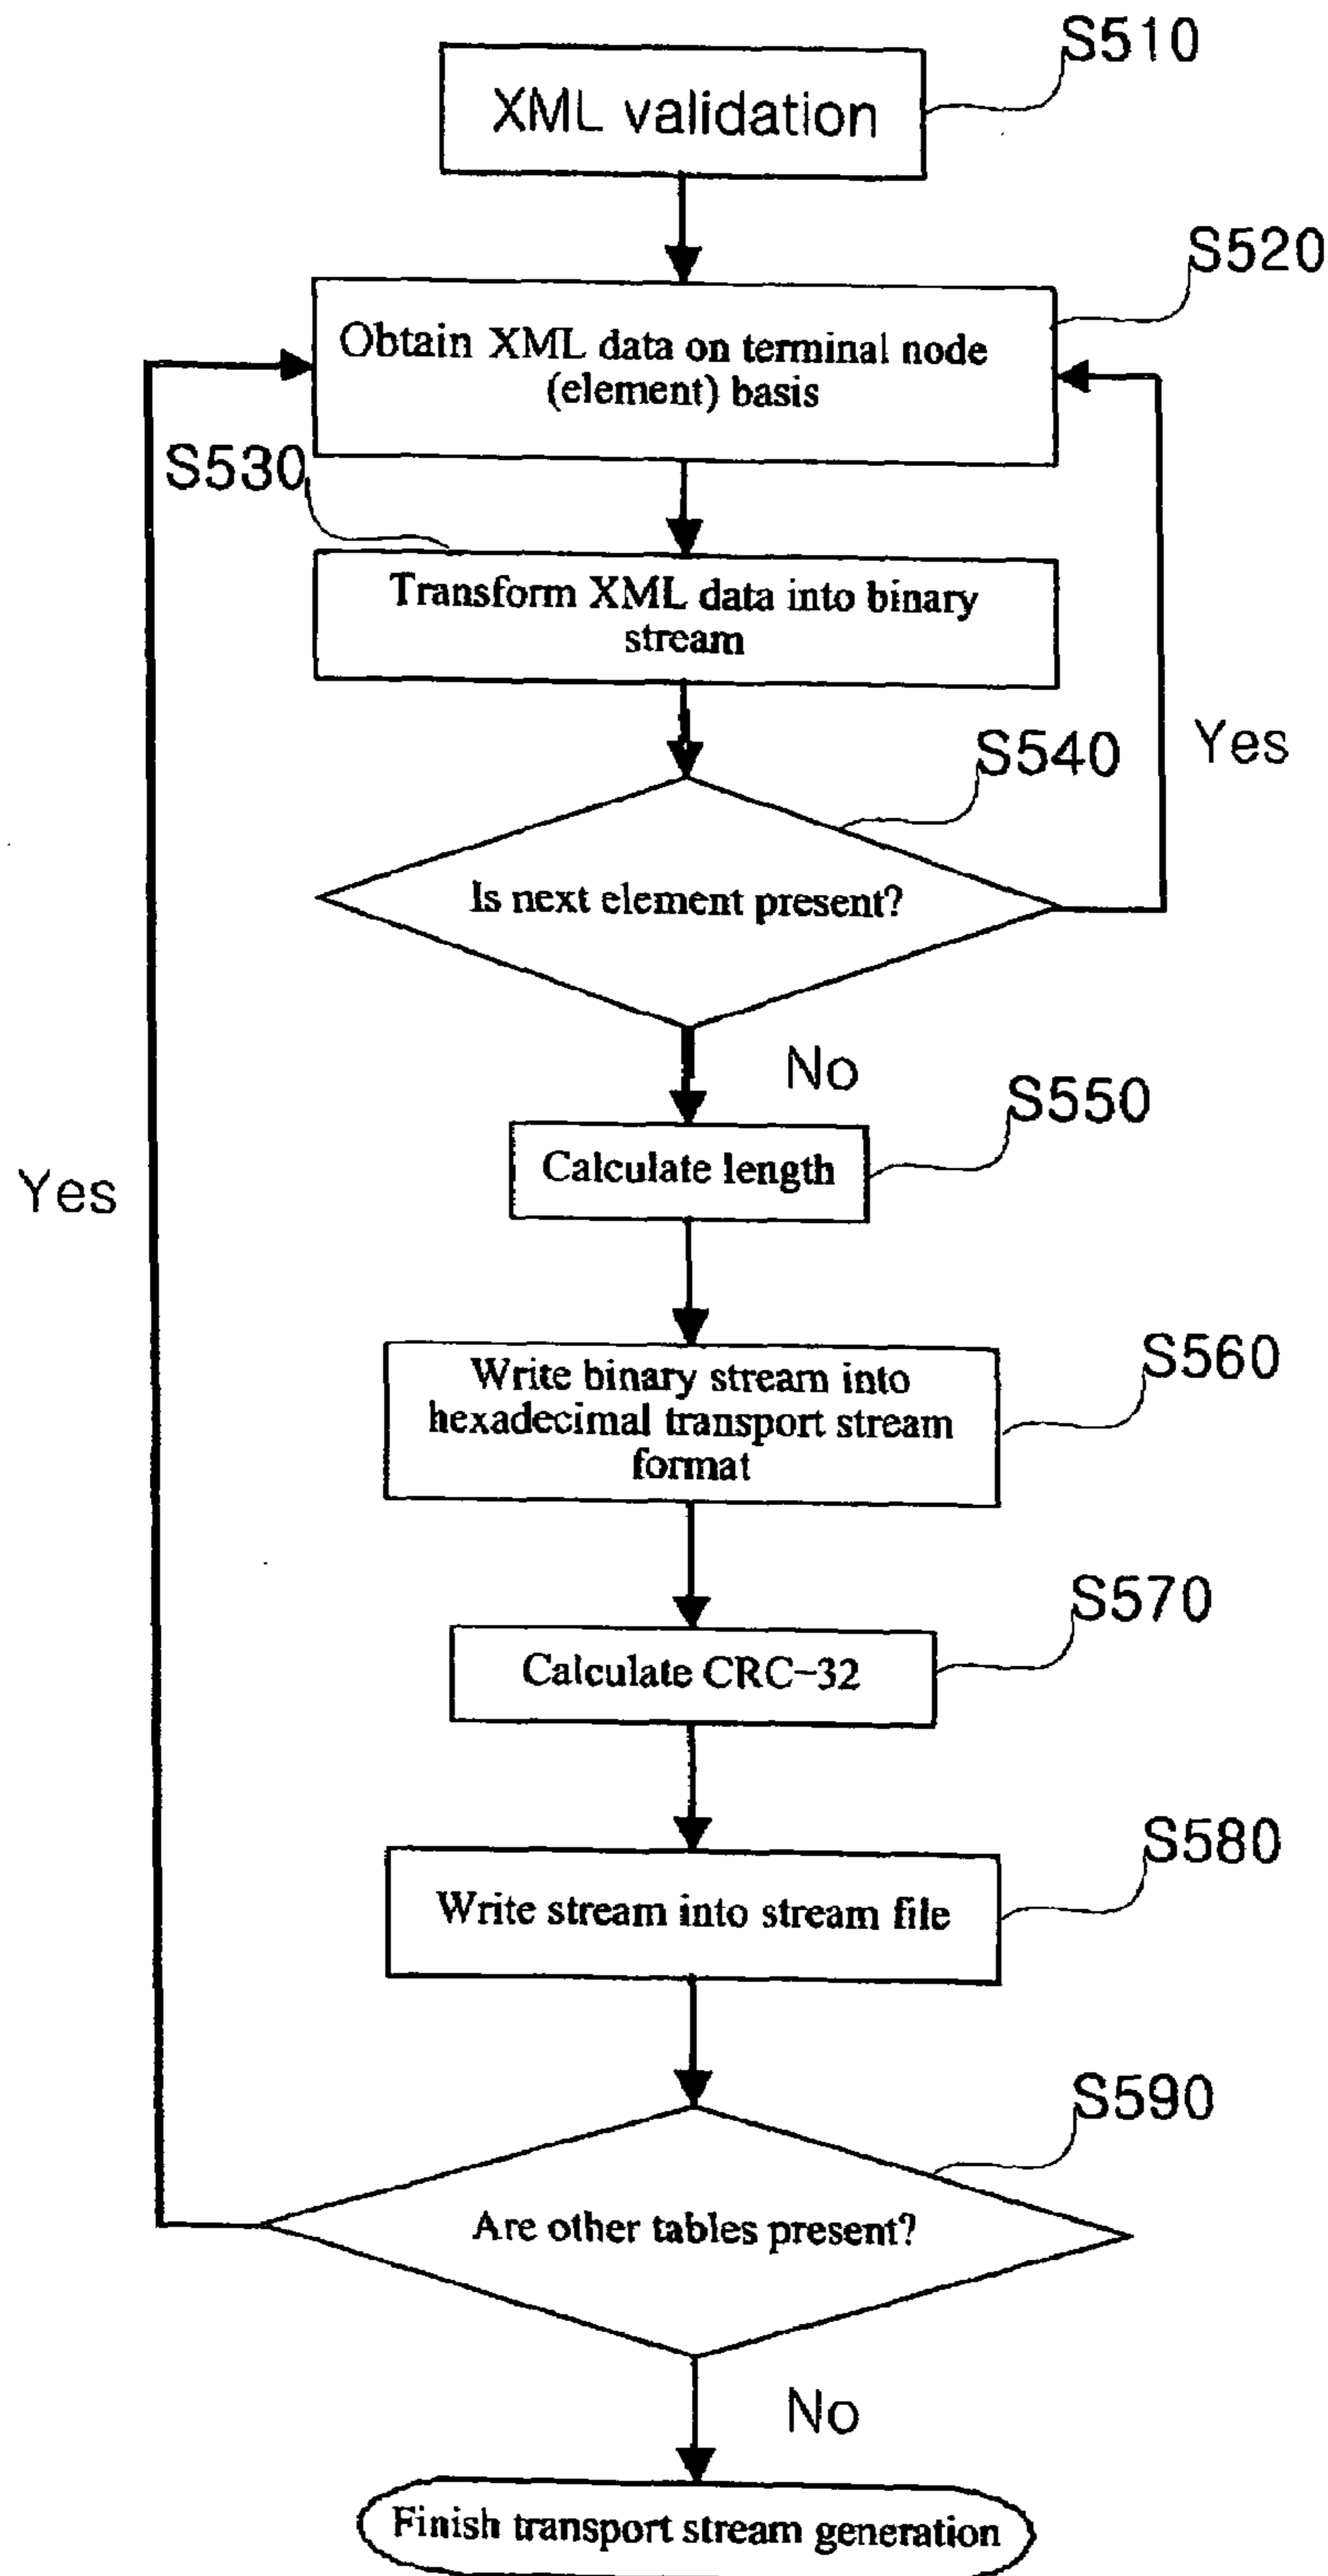 S510
XML validation
S520
Obtain XML data on terminal node
(element) basis
S530
Transform XML data into binary
stream
S540
Yes
Is next element present?
No
S550
Calculate length
Yes
S560
Write binary stream into
hexadecimal transport stream
format
S570
Calculate CRC-32
S580
Write stream into stream file
S590
Are other tables present?
No
Finish transport stream generation